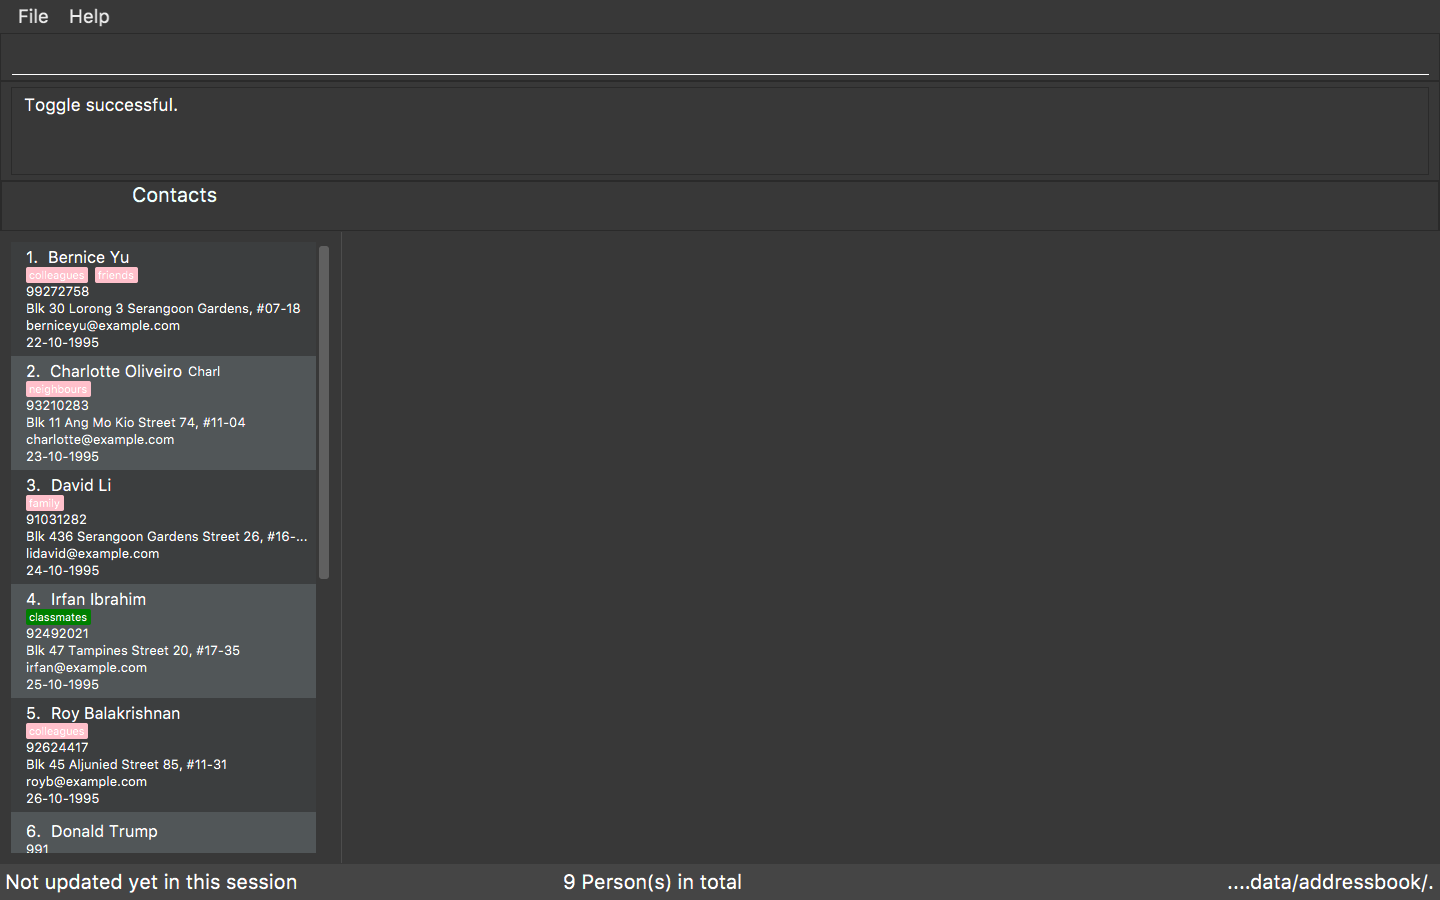 File Help
Toggle successful.
Contacts
1. Bernice Yu
colleagues friends
99272758
Blk 30 Lorong 3 Serangoon Gardens, #07-18
berniceyu@example.com
22-10-1995
2. Charlotte Oliveiro Charl
neighbours
93210283
Blk 11 Ang Mo Kio Street 74, #11-04
charlotte@example.com
23-10-1995
3. David Li
family
91031282
Blk 436 Serangoon Gardens Street 26, #16-...
lidavid@example.com
24-10-1995
4. Irfan Ibrahim
classmates
92492021
Blk 47 Tampines Street 20, #17-35
irfan@example.com
25-10-1995
5. Roy Balakrishnan
colleagues
92624417
Blk 45 Aljunied Street 85, #11-31
royb@example.com
26-10-1995
6. Donald Trump
991
Not updated yet in this session
9 Person(s) in total
....data/addressbook/.